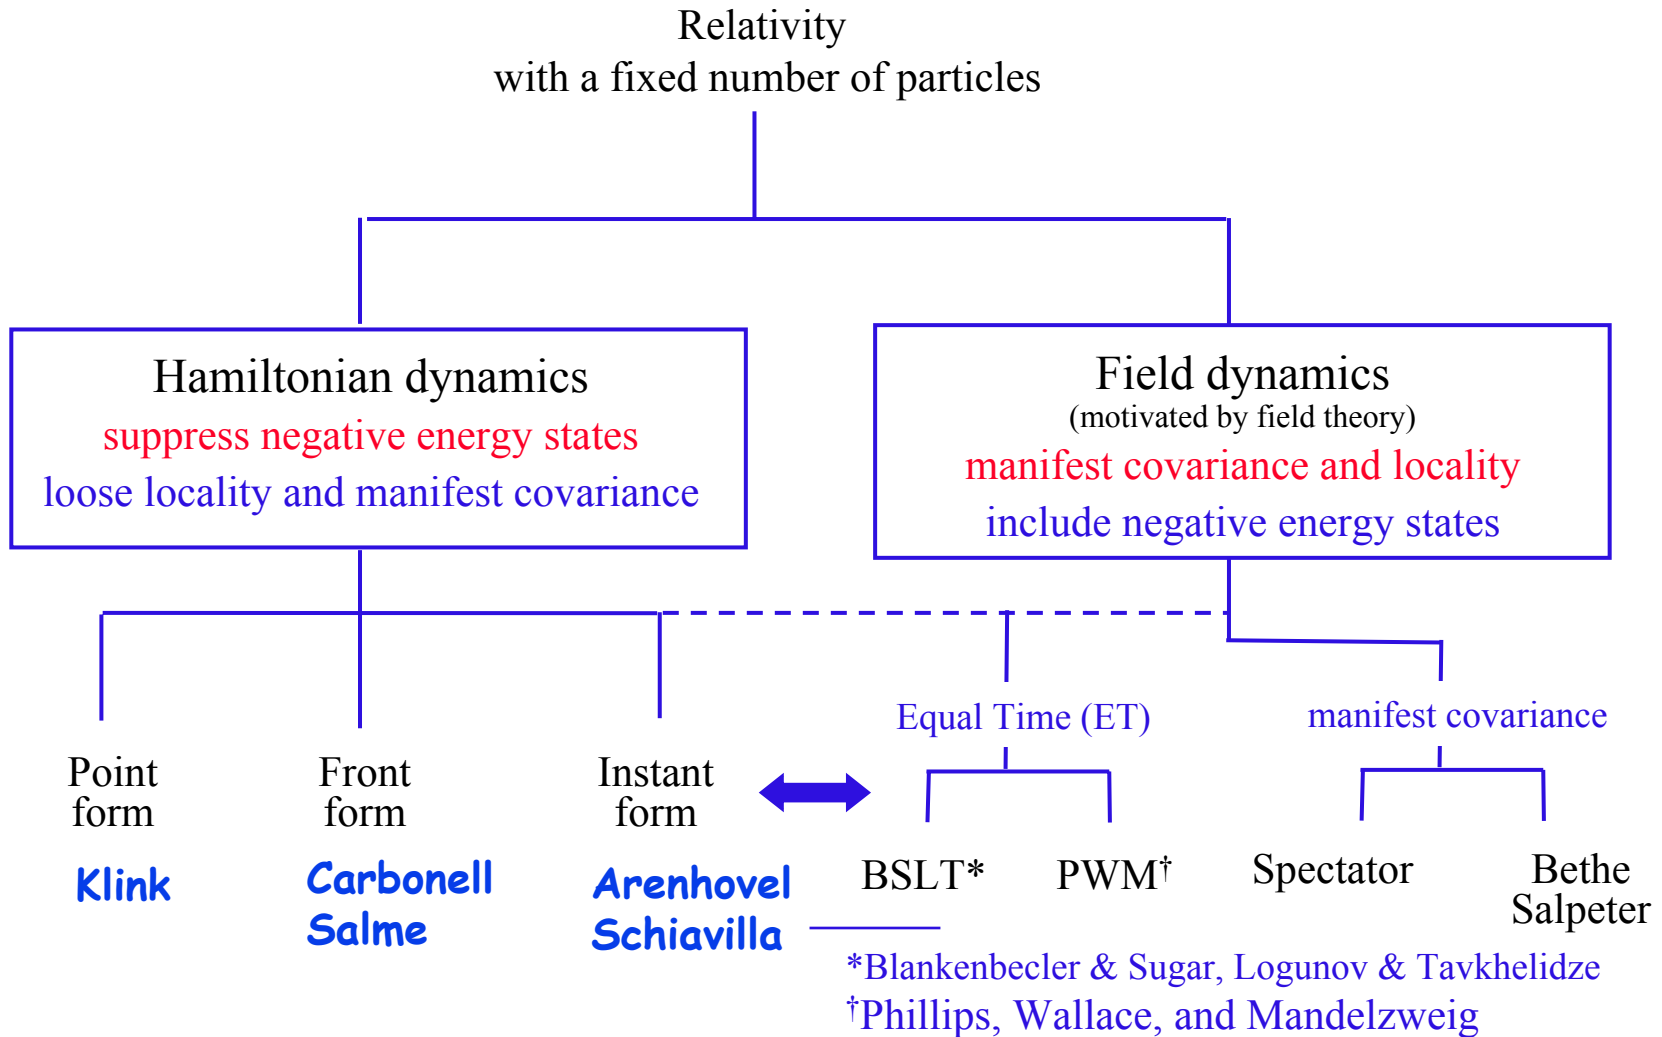 Relativity
with a fixed number of particles
Hamiltonian dynamics
suppress negative energy states
loose locality and manifest covariance
Field dynamics
(motivated by field theory)
manifest covariance and locality
include negative energy states
Equal Time (ET)
manifest covariance
Point
form
Klink
Front
form
Carbonell
Salme
Instant
form
Arenhovel
Schiavilla
BSLT*
PWM†
Spectator
Bethe
Salpeter
*Blankenbecler & Sugar, Logunov & Tavkhelidze
†Phillips, Wallace, and Mandelzweig